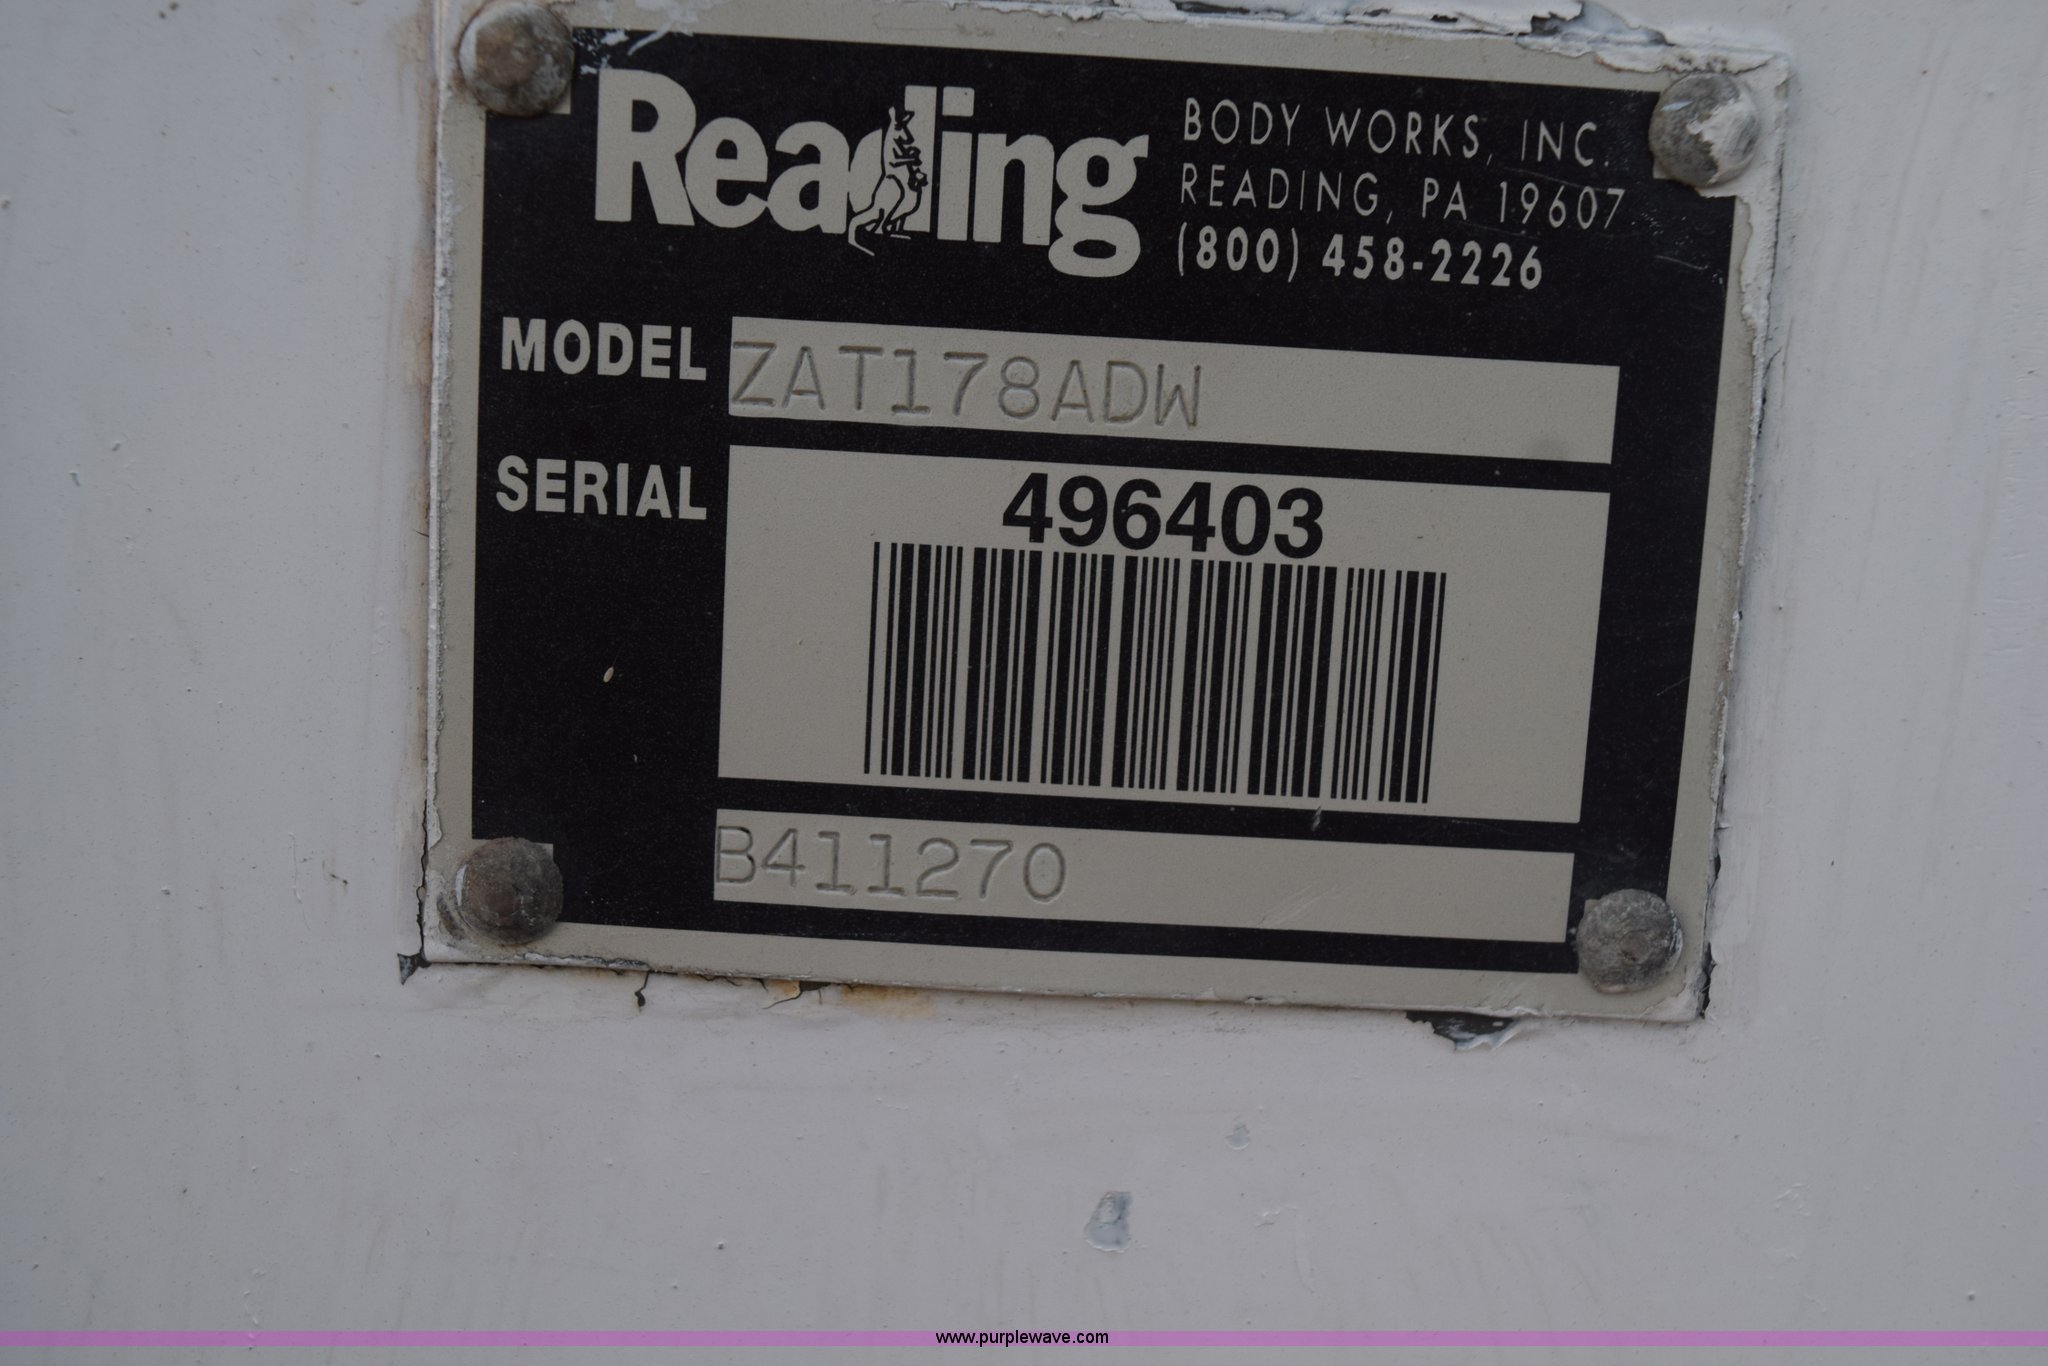 Reading
BODY WORKS, INC.
READING, PA 19607
(800) 458-2226
MODEL ZAT178ADW
SERIAL 496403
B411270
www.purplewave.com